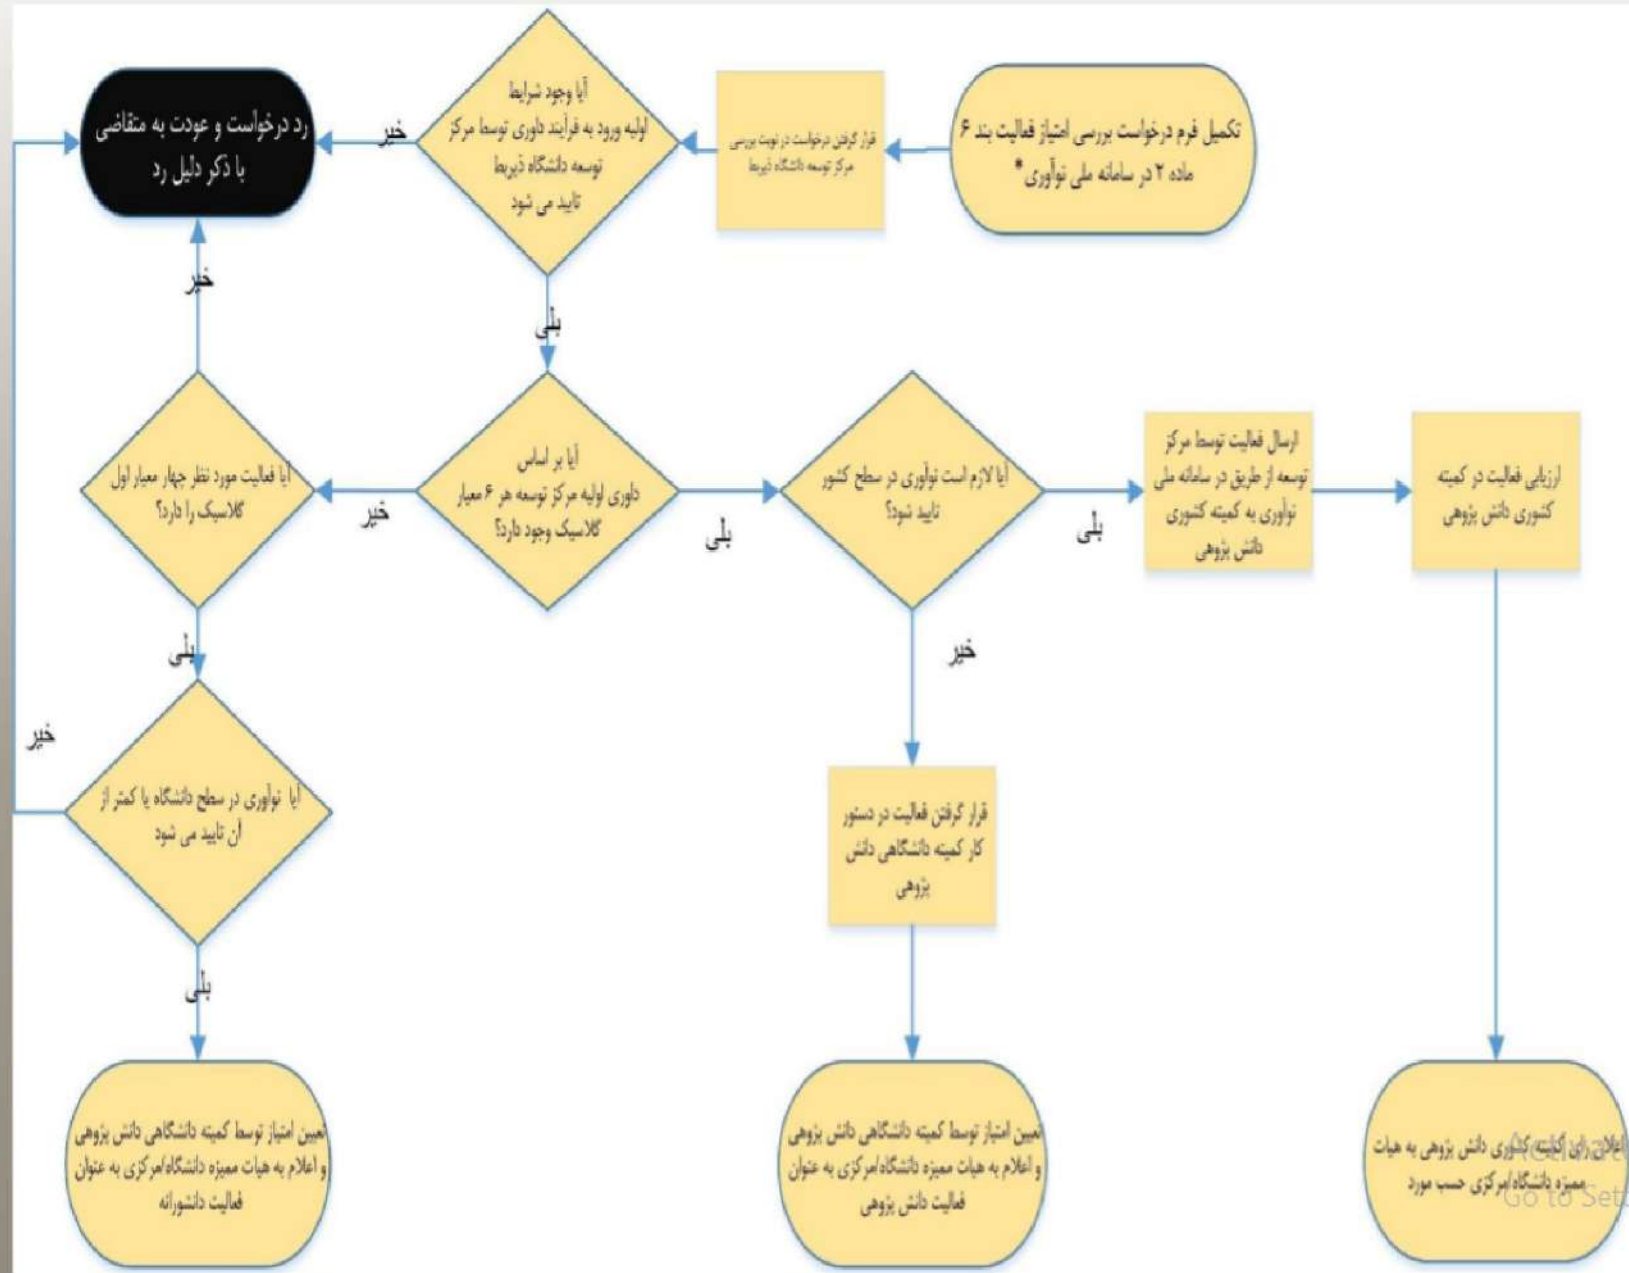 تکمیل فرم درخواست بررسی امتیاز فعالیت بند ۶
ماده ۲ در سامانه ملی نوآوری*
قرار گرفتن درخواست در نوبت بررسی
مرکز توسعه دانشگاه ذیربط
آیا وجود شرایط
اولیه ورود به فرآیند داوری توسط مرکز
توسعه دانشگاه ذیربط
تایید می شود
خیر
رد درخواست و عودت به متقاضی
با ذکر دلیل رد
خیر
بلی
ارزیابی فعالیت در کمیته
کشوری دانش پژوهی
ارسال فعالیت توسط مرکز
توسعه از طریق در سامانه ملی
نوآوری به کمیته کشوری
دانش پژوهی
بلی
آیا لازم است نوآوری در سطح کشور
تایید شود؟
بلی
آیا بر اساس
داوری اولیه مرکز توسعه هر ۶ معیار
گلاسیک وجود دارد؟
خیر
آیا فعالیت مورد نظر چهار معیار اول
گلاسیک را دارد؟
خیر
بلی
خیر
قرار گرفتن فعالیت در دستور
کار کمیته دانشگاهی دانش
پژوهی
آیا نوآوری در سطح دانشگاه یا کمتر از
آن تایید می شود
بلی
اعلان رای کمیته کشوری دانش پژوهی به هیات
ممیزه دانشگاه/مرکزی حسب مورد
تعیین امتیاز توسط کمیته دانشگاهی دانش پژوهی
و اعلام به هیات ممیزه دانشگاه/مرکزی به عنوان
فعالیت دانش پژوهی
تعیین امتیاز توسط کمیته دانشگاهی دانش پژوهی
و اعلام به هیات ممیزه دانشگاه/مرکزی به عنوان
فعالیت دانشورانه
Go to Set